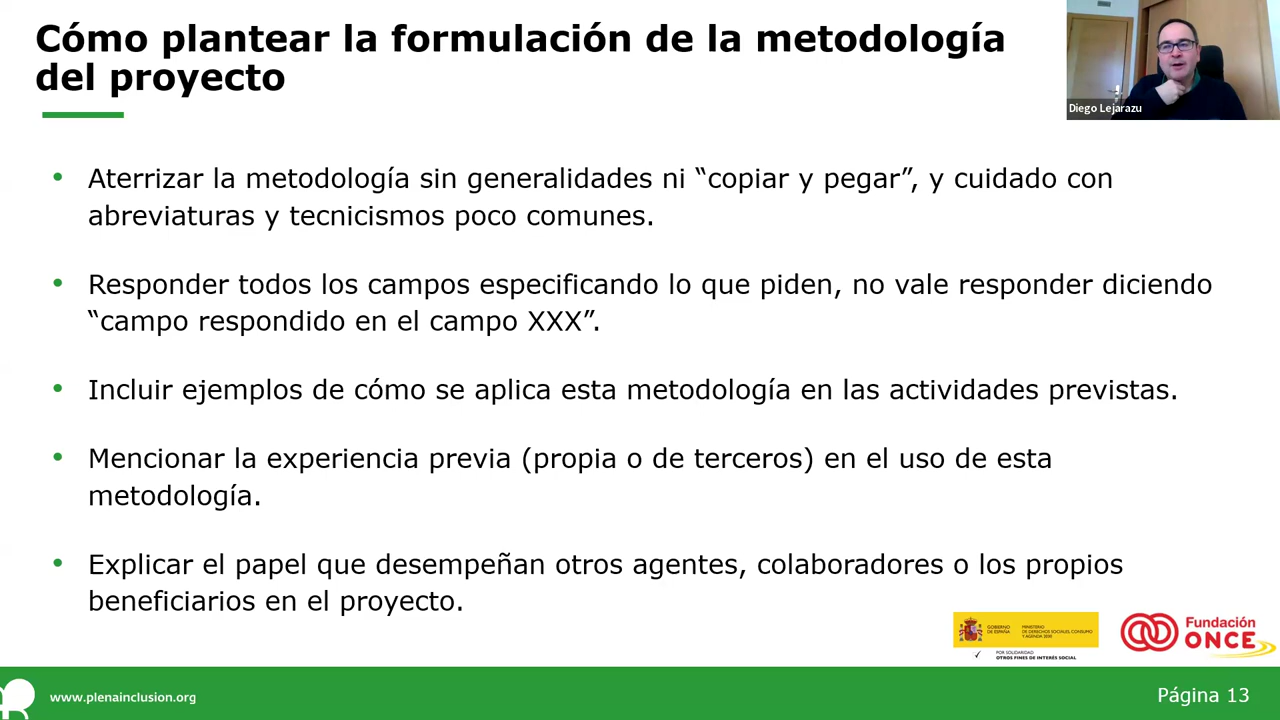 Cómo plantear la formulación de la metodología
del proyecto
Diego Lejarazu
• Aterrizar la metodología sin generalidades ni “copiar y pegar”, y cuidado con
abreviaturas y tecnicismos poco comunes.
• Responder todos los campos especificando lo que piden, no vale responder diciendo
“campo respondido en el campo XXX”.
• Incluir ejemplos de cómo se aplica esta metodología en las actividades previstas.
• Mencionar la experiencia previa (propia o de terceros) en el uso de esta
metodología.
• Explicar el papel que desempeñan otros agentes, colaboradores o los propios
beneficiarios en el proyecto.
GOBIERNO
DE ESPAÑA
MINISTERIO
DE DERECHOS SOCIALES, CONSUMO
Y AGENDA 2030
POR SOLIDARIDAD
OTROS FINES DE INTERÉS SOCIAL
Fundación
ONCE
www.plenainclusion.org
Página 13